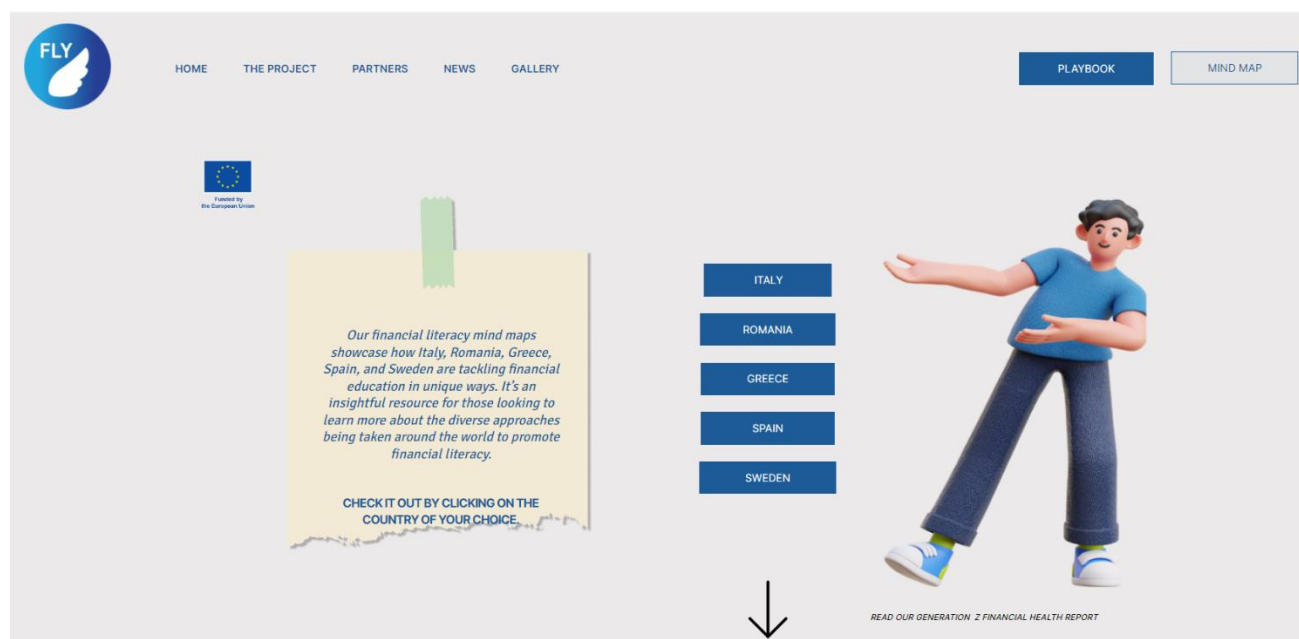 FLY
HOME THE PROJECT PARTNERS NEWS GALLERY
PLAYBOOK MIND MAP
Funded by
the European Union
Our financial literacy mind maps
showcase how Italy, Romania, Greece,
Spain, and Sweden are tackling financial
education in unique ways. It's an
insightful resource for those looking to
learn more about the diverse approaches
being taken around the world to promote
financial literacy.
CHECK IT OUT BY CLICKING ON THE
COUNTRY OF YOUR CHOICE.
ITALY
ROMANIA
GREECE
SPAIN
SWEDEN
READ OUR GENERATION Z FINANCIAL HEALTH REPORT